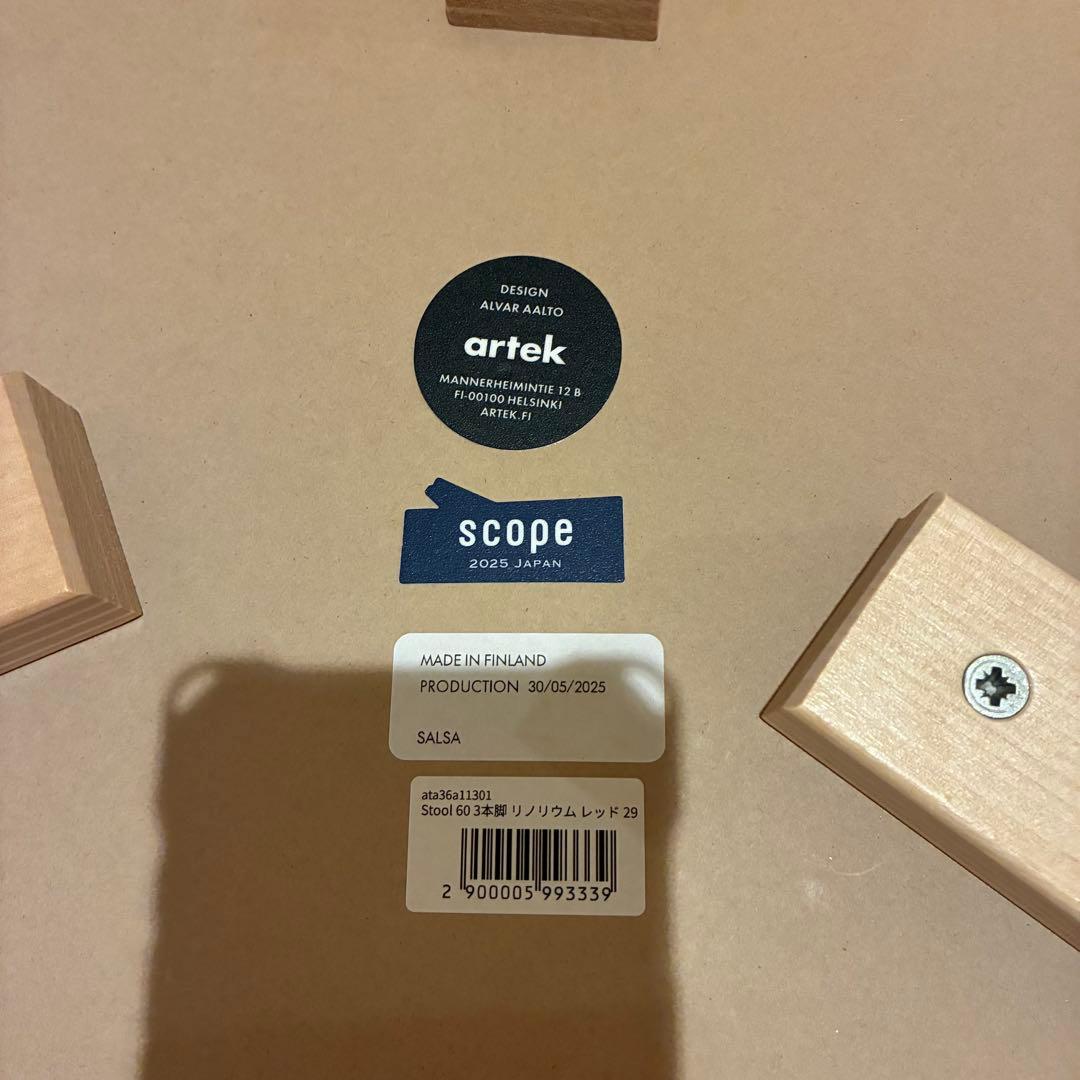 DESIGN
ALVAR AALTO
artek
MANNERHEIMINTIE 12 B
FI-00100 HELSINKI
ARTEK.FI
scope
2025 JAPAN
MADE IN FINLAND
PRODUCTION 30/05/2025
SALSA
ata36a11301
Stool 60 3本脚 リノリウム レッド 29
2 900005 993339